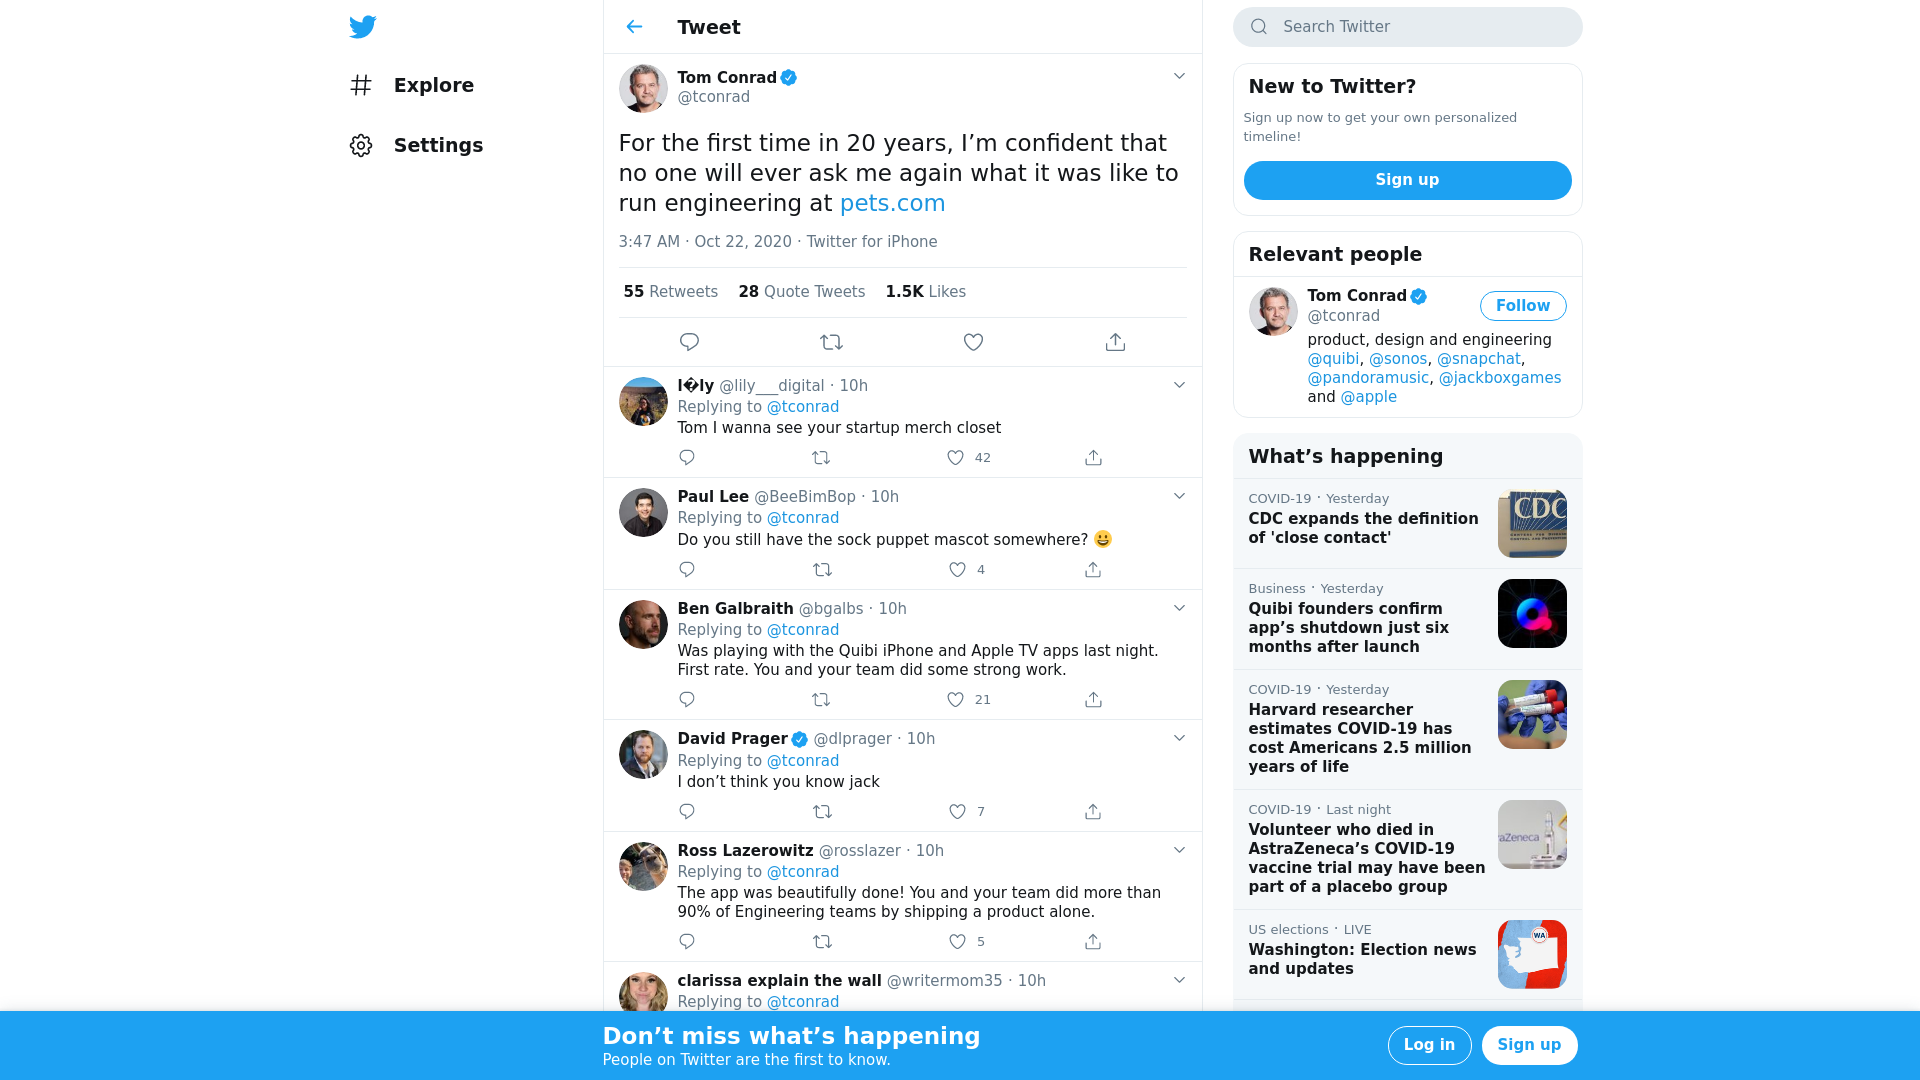 Explore
Settings
Tweet
Tom Conrad
@tconrad
For the first time in 20 years, I’m confident that
no one will ever ask me again what it was like to
run engineering at pets.com
3:47 AM · Oct 22, 2020 · Twitter for iPhone
55 Retweets 28 Quote Tweets 1.5K Likes
l�ly @lily___digital · 10h
Replying to @tconrad
Tom I wanna see your startup merch closet
42
Paul Lee @BeeBimBop · 10h
Replying to @tconrad
Do you still have the sock puppet mascot somewhere? 😀
4
Ben Galbraith @bgalbs · 10h
Replying to @tconrad
Was playing with the Quibi iPhone and Apple TV apps last night.
First rate. You and your team did some strong work.
21
David Prager @dlprager · 10h
Replying to @tconrad
I don’t think you know jack
7
Ross Lazerowitz @rosslazer · 10h
Replying to @tconrad
The app was beautifully done! You and your team did more than
90% of Engineering teams by shipping a product alone.
5
clarissa explain the wall @writermom35 · 10h
Replying to @tconrad
Search Twitter
New to Twitter?
Sign up now to get your own personalized
timeline!
Sign up
Relevant people
Tom Conrad
@tconrad
Follow
product, design and engineering
@quibi, @sonos, @snapchat,
@pandoramusic, @jackboxgames
and @apple
What’s happening
COVID-19 · Yesterday
CDC expands the definition
of 'close contact'
CDC
Business · Yesterday
Quibi founders confirm
app’s shutdown just six
months after launch
COVID-19 · Yesterday
Harvard researcher
estimates COVID-19 has
cost Americans 2.5 million
years of life
COVID-19 · Last night
Volunteer who died in
AstraZeneca’s COVID-19
vaccine trial may have been
part of a placebo group
raZeneca
US elections · LIVE
Washington: Election news
and updates
WA
Don’t miss what’s happening
People on Twitter are the first to know.
Log in
Sign up